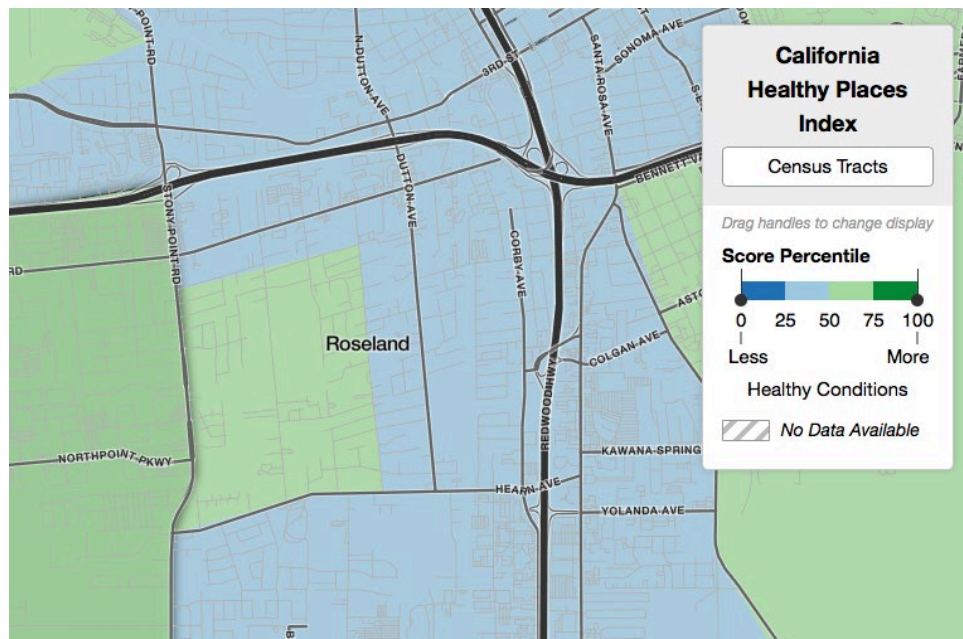 POINT RD
N-DUTTON-AVE
3RD ST
SANTA-ROSA-AVE
SONOMA AVE
S-E
OOK
FARMER
BENNETT VA
STONY-POINT-RD
DUTTON-AVE
RD
CORBY-AVE
ASTO
Roseland
COLGAN-AVE
REDWOOD-HWY
NORTHPOINT-PKWY
KAWANA-SPRING
HEARN-AVE
YOLANDA-AVE
California
Healthy Places
Index
Census Tracts
Drag handles to change display
Score Percentile
0 25 50 75 100
Less More
Healthy Conditions
No Data Available